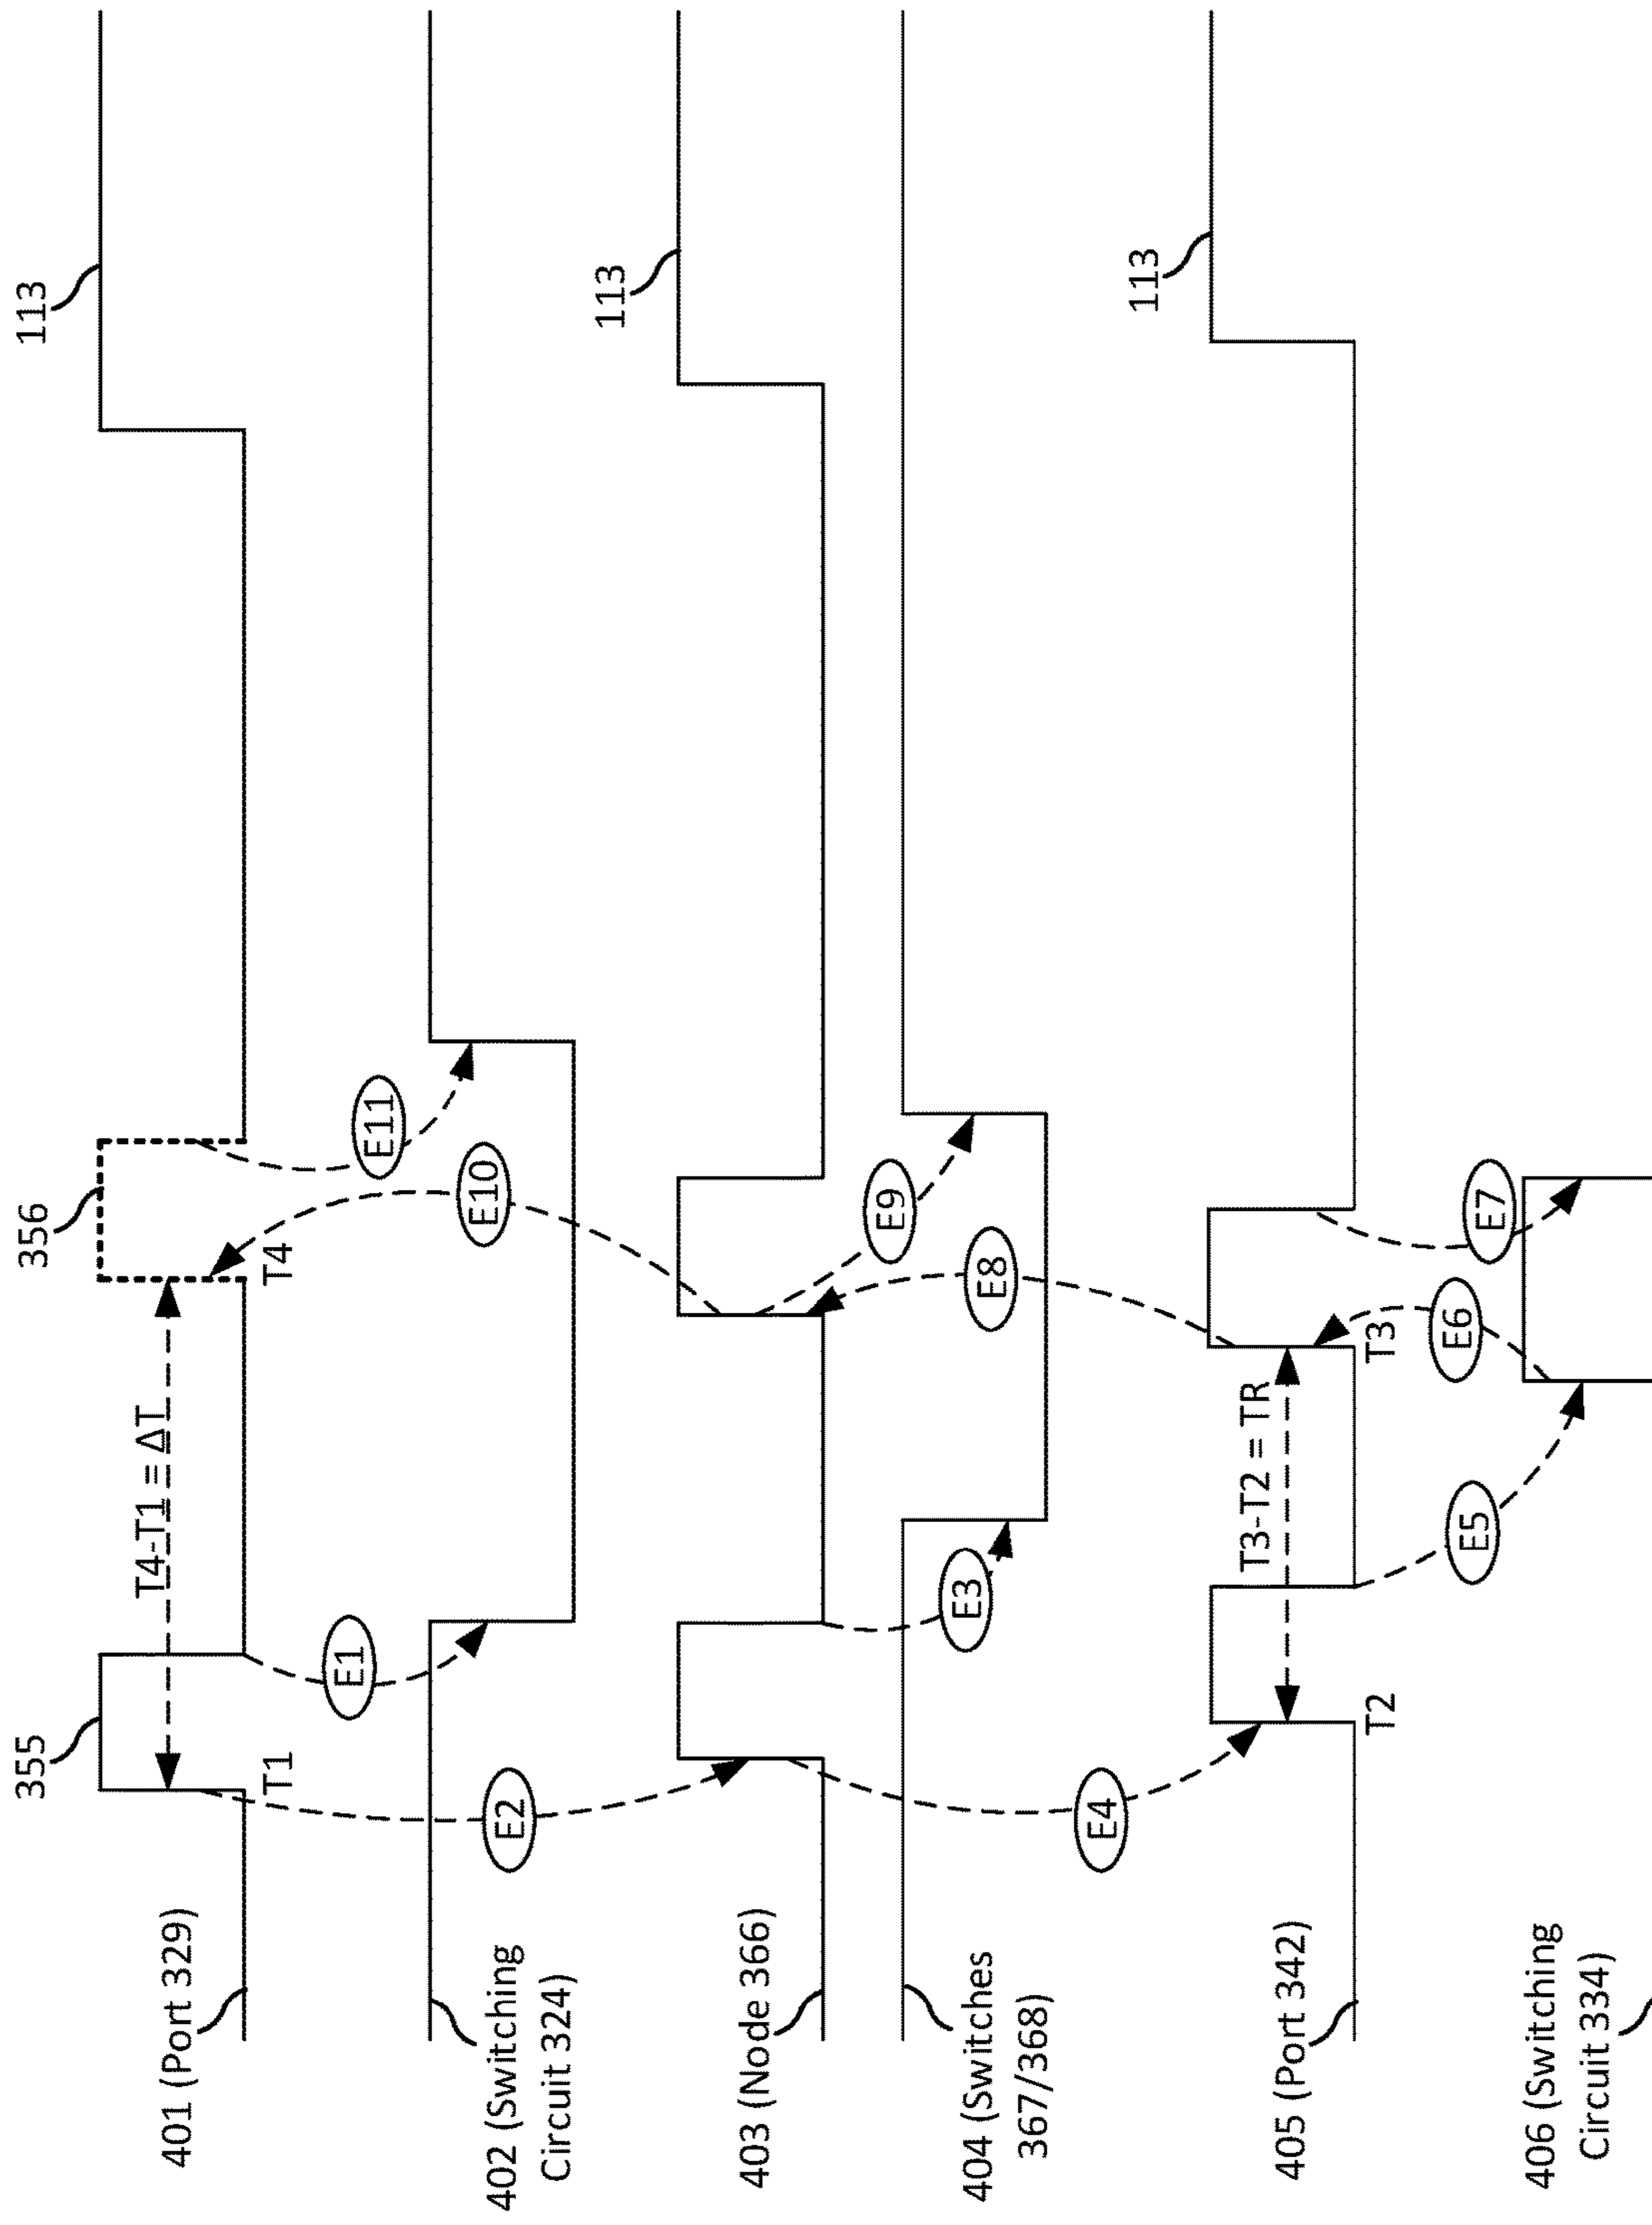 355
356
113
T4-T1 = ΔT
401 (Port 329)
T1
T4
E1
E11
402 (Switching
Circuit 324)
E2
E10
113
403 (Node 366)
E9
404 (Switches
367/368)
E3
E8
E4
113
T3-T2 = TR
405 (Port 342)
T2
T3
E5
E6
E7
406 (Switching
Circuit 334)